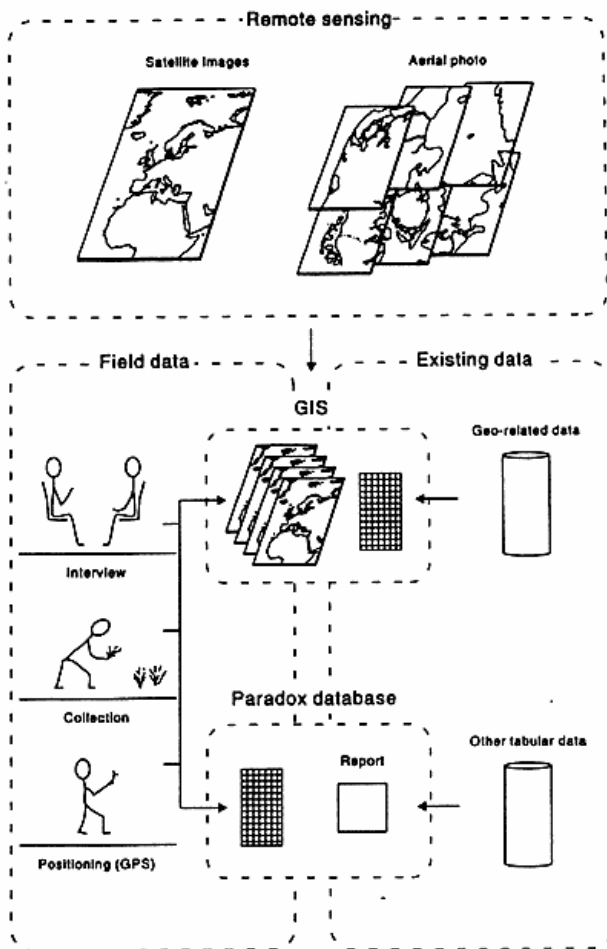 Remote sensing
Satellite Images
Aerial photo
Field data
Existing data
GIS
Geo-related data
Interview
Collection
Paradox database
Report
Other tabular data
Positioning (GPS)